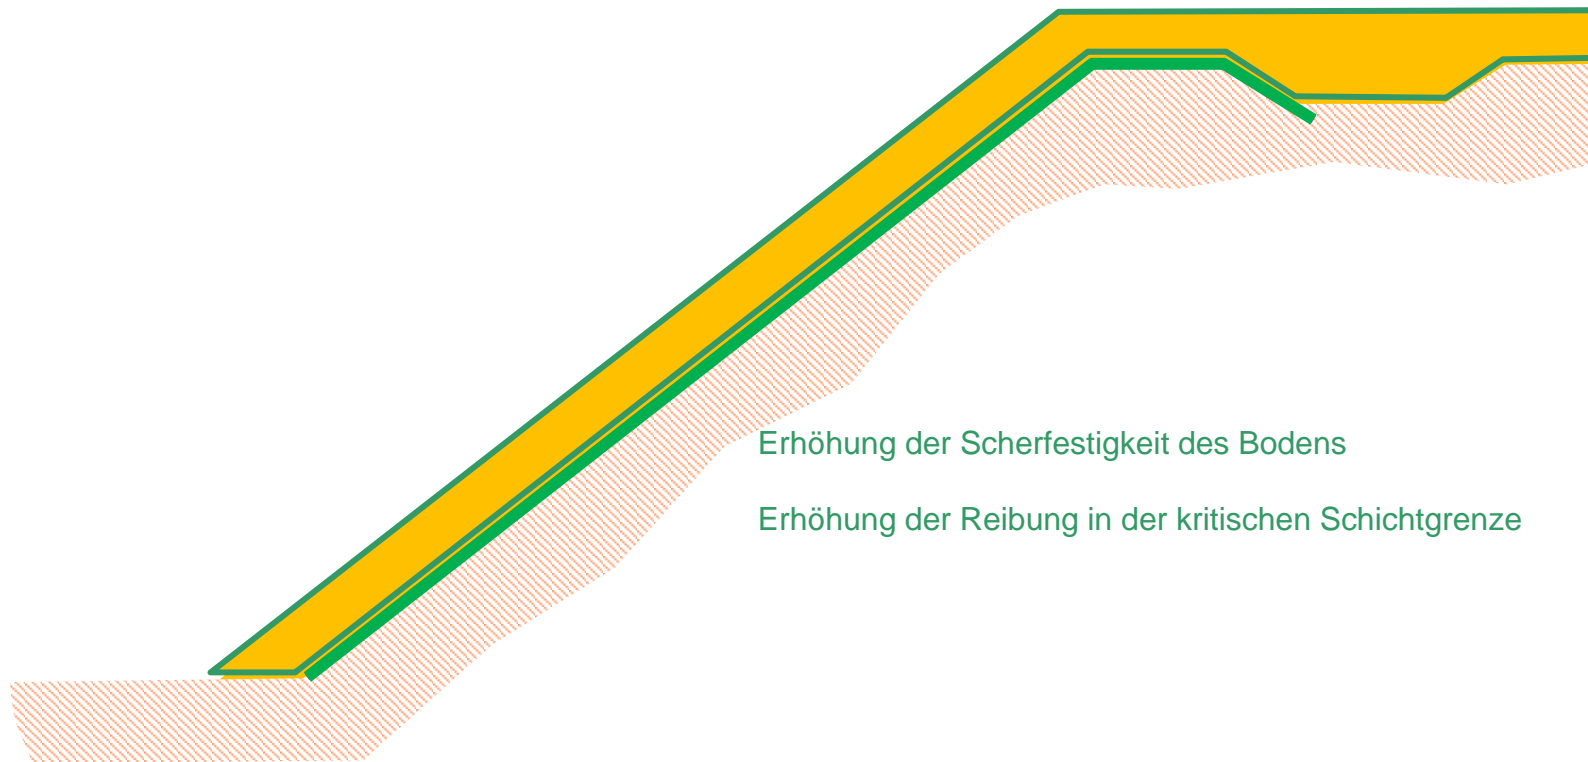 Erhöhung der Scherfestigkeit des Bodens
Erhöhung der Reibung in der kritischen Schichtgrenze